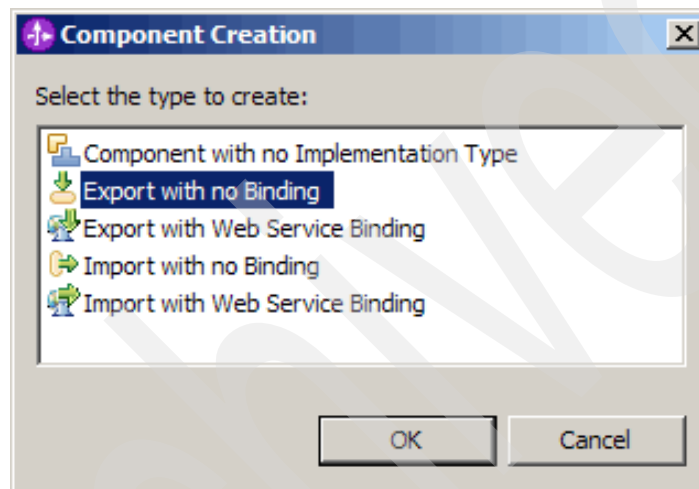 Component Creation
Select the type to create:
Component with no Implementation Type
Export with no Binding
Export with Web Service Binding
Import with no Binding
Import with Web Service Binding
OK Cancel